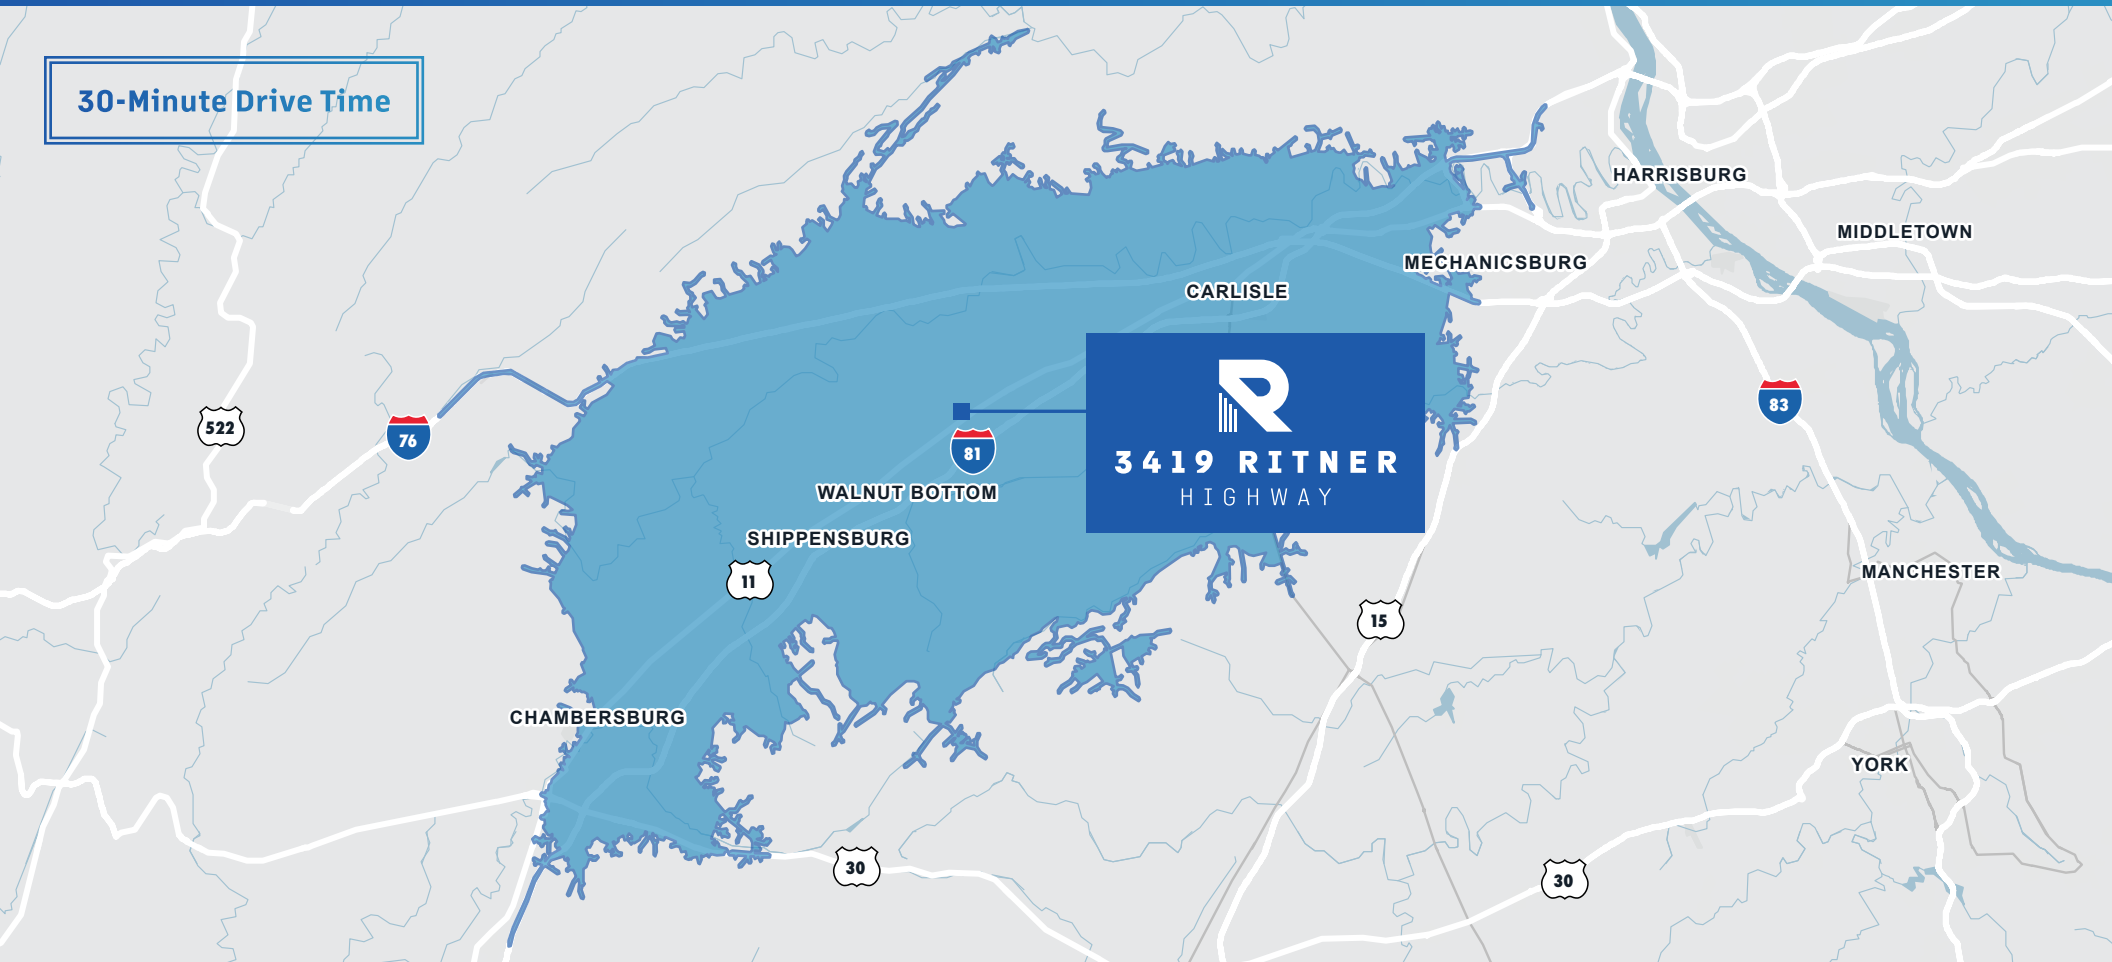 30-Minute Drive Time
HARRISBURG
MIDDLETOWN
MECHANICSBURG
CARLISLE
522
76
83
81
3419 RITNER
HIGHWAY
WALNUT BOTTOM
SHIPPENSBURG
11
MANCHESTER
15
CHAMBERSBURG
YORK
30
30